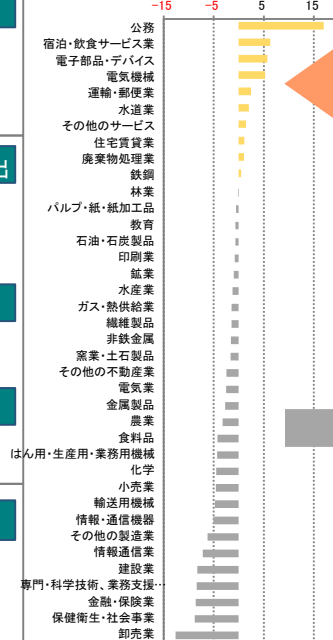 -15 -5 5 15
公務
宿泊・飲食サービス業
電子部品・デバイス
電気機械
運輸・郵便業
水道業
その他のサービス
住宅賃貸業
廃棄物処理業
鉄鋼
林業
パルプ・紙・紙加工品
教育
石油・石炭製品
印刷業
鉱業
水産業
ガス・熱供給業
繊維製品
非鉄金属
窯業・土石製品
その他の不動産業
電気業
金属製品
農業
食料品
はん用・生産用・業務用機械
化学
小売業
輸送用機械
情報・通信機器
その他の製造業
情報通信業
建設業
専門・科学技術、業務支援…
金融・保険業
保健衛生・社会事業
卸売業
出